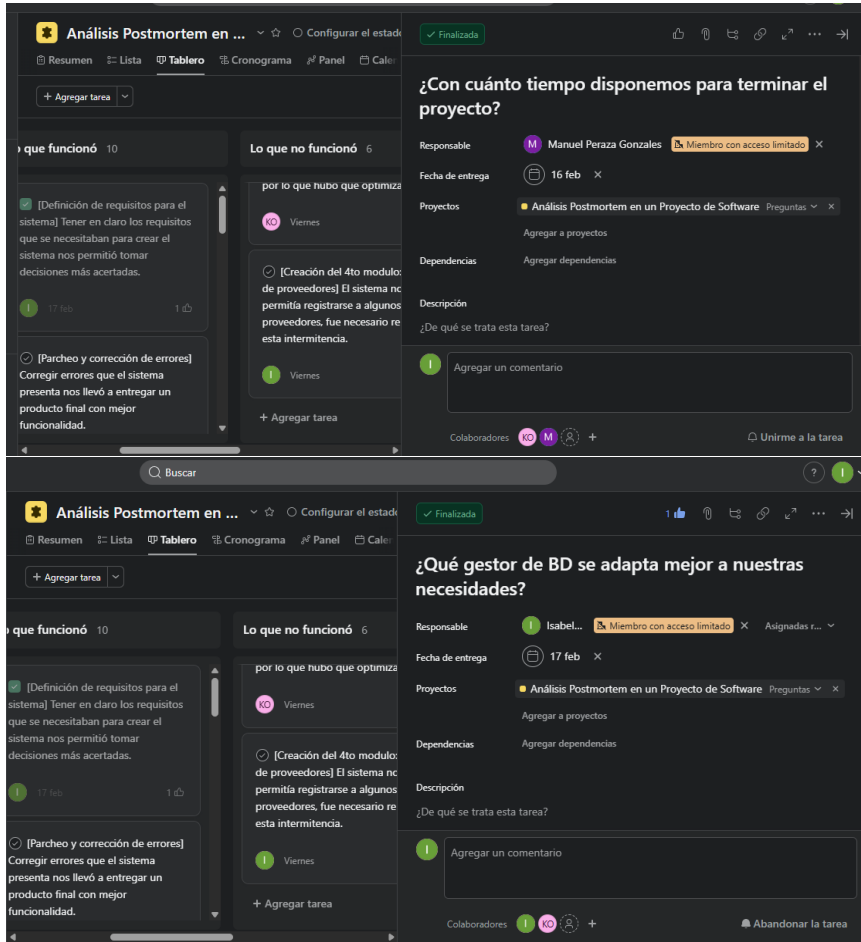 Análisis Postmortem en ...
Configurar el estado
Resumen
Lista
Tablero
Cronograma
Panel
+ Agregar tarea
que funcionó 10
[Definición de requisitos para el
sistema] Tener en claro los requisitos
que se necesitaban para crear el
sistema nos permitió tomar
decisiones más acertadas.
I
17 feb
1
[Parcheo y corrección de errores]
Corregir errores que el sistema
presenta nos llevó a entregar un
producto final con mejor
funcionalidad.
Lo que no funcionó 6
por lo que hubo que optimiza
KO
Viernes
[Creación del 4to modulo:
de proveedores] El sistema no
permitía registrarse a algunos
proveedores, fue necesario re
esta intermitencia.
I
Viernes
+ Agregar tarea
Finalizada
¿Con cuánto tiempo disponemos para terminar el
proyecto?
Responsable
M
Manuel Peraza Gonzales
Miembro con acceso limitado
Fecha de entrega
16 feb
Proyectos
Análisis Postmortem en un Proyecto de Software Preguntas
Agregar a proyectos
Dependencias
Agregar dependencias
Descripción
¿De qué se trata esta tarea?
I
Agregar un comentario
Colaboradores
KO
M
+
Unirme a la tarea
Buscar
?
I
Análisis Postmortem en ...
Configurar el estado
Resumen
Lista
Tablero
Cronograma
Panel
+ Agregar tarea
que funcionó 10
[Definición de requisitos para el
sistema] Tener en claro los requisitos
que se necesitaban para crear el
sistema nos permitió tomar
decisiones más acertadas.
I
17 feb
1
[Parcheo y corrección de errores]
Corregir errores que el sistema
presenta nos llevó a entregar un
producto final con mejor
funcionalidad.
Lo que no funcionó 6
por lo que hubo que optimiza
KO
Viernes
[Creación del 4to modulo:
de proveedores] El sistema no
permitía registrarse a algunos
proveedores, fue necesario re
esta intermitencia.
I
Viernes
+ Agregar tarea
Finalizada
1
¿Qué gestor de BD se adapta mejor a nuestras
necesidades?
Responsable
I
Isabel...
Miembro con acceso limitado
Asignadas r...
Fecha de entrega
17 feb
Proyectos
Análisis Postmortem en un Proyecto de Software Preguntas
Agregar a proyectos
Dependencias
Agregar dependencias
Descripción
¿De qué se trata esta tarea?
I
Agregar un comentario
Colaboradores
I
KO
+
Abandonar la tarea